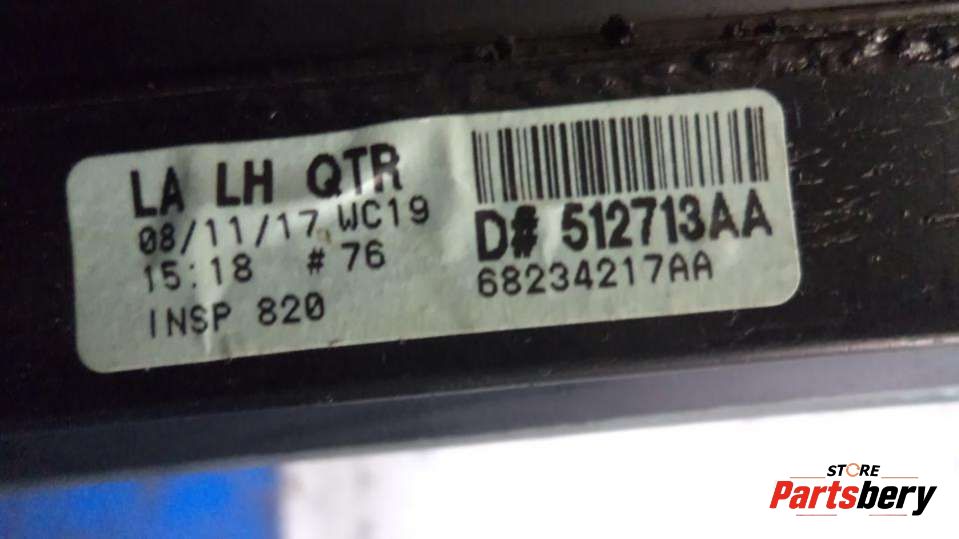 LA LH QTR
08/11/17 WC19
15:18 #76
INSP 820
D# 512713AA
68234217AA
STORE
Partsbery